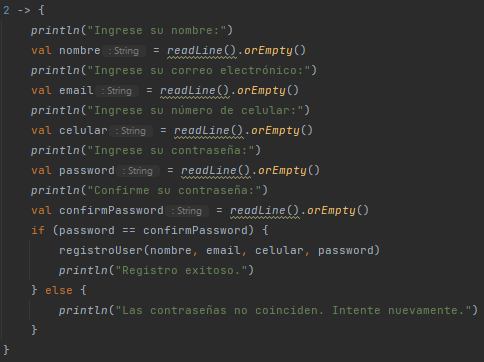 2 -> {
println("Ingrese su nombre:")
val nombre : String = readLine().orEmpty()
println("Ingrese su correo electrónico:")
val email : String = readLine().orEmpty()
println("Ingrese su número de celular:")
val celular : String = readLine().orEmpty()
println("Ingrese su contraseña:")
val password : String = readLine().orEmpty()
println("Confirme su contraseña:")
val confirmPassword : String = readLine().orEmpty()
if (password == confirmPassword) {
registroUser(nombre, email, celular, password)
println("Registro exitoso.")
} else {
println("Las contraseñas no coinciden. Intente nuevamente.")
}
}